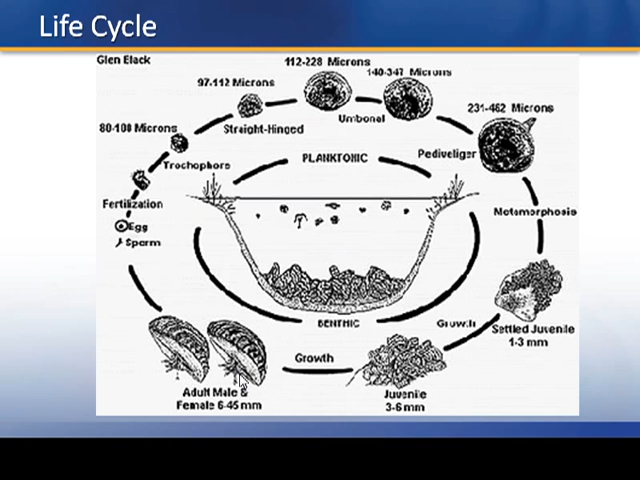 Life Cycle
Glen Black
112-228 Microns
140-347 Microns
97-112 Microns
231-462 Microns
80-100 Microns
Straight-Hinged
Umbonal
Trochophore
PLANKTONIC
Pediveliger
Fertilization
Metamorphosis
Egg
Sperm
BENTHIC
Growth
Settled Juvenile
1-3 mm
Growth
Adult Male &
Female 6-45 mm
Juvenile
3-6 mm